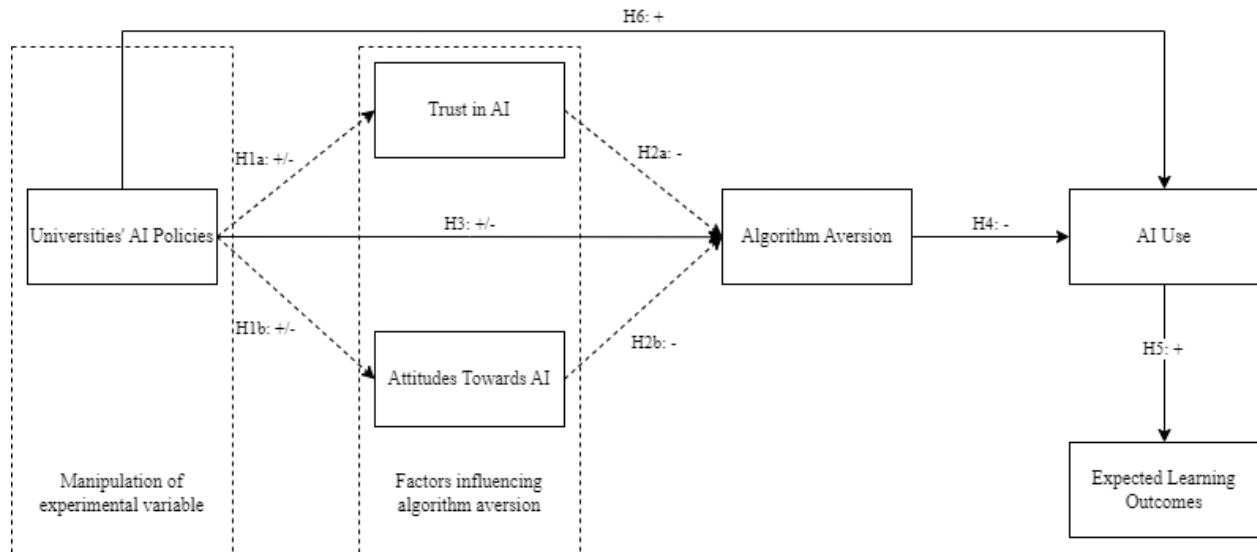 H6: +
Trust in AI
H1a: +/-
H2a: -
Universities' AI Policies
H3: +/-
Algorithm Aversion
H4: -
AI Use
H1b: +/-
H2b: -
H5: +
Attitudes Towards AI
Manipulation of
experimental variable
Factors influencing
algorithm aversion
Expected Learning
Outcomes